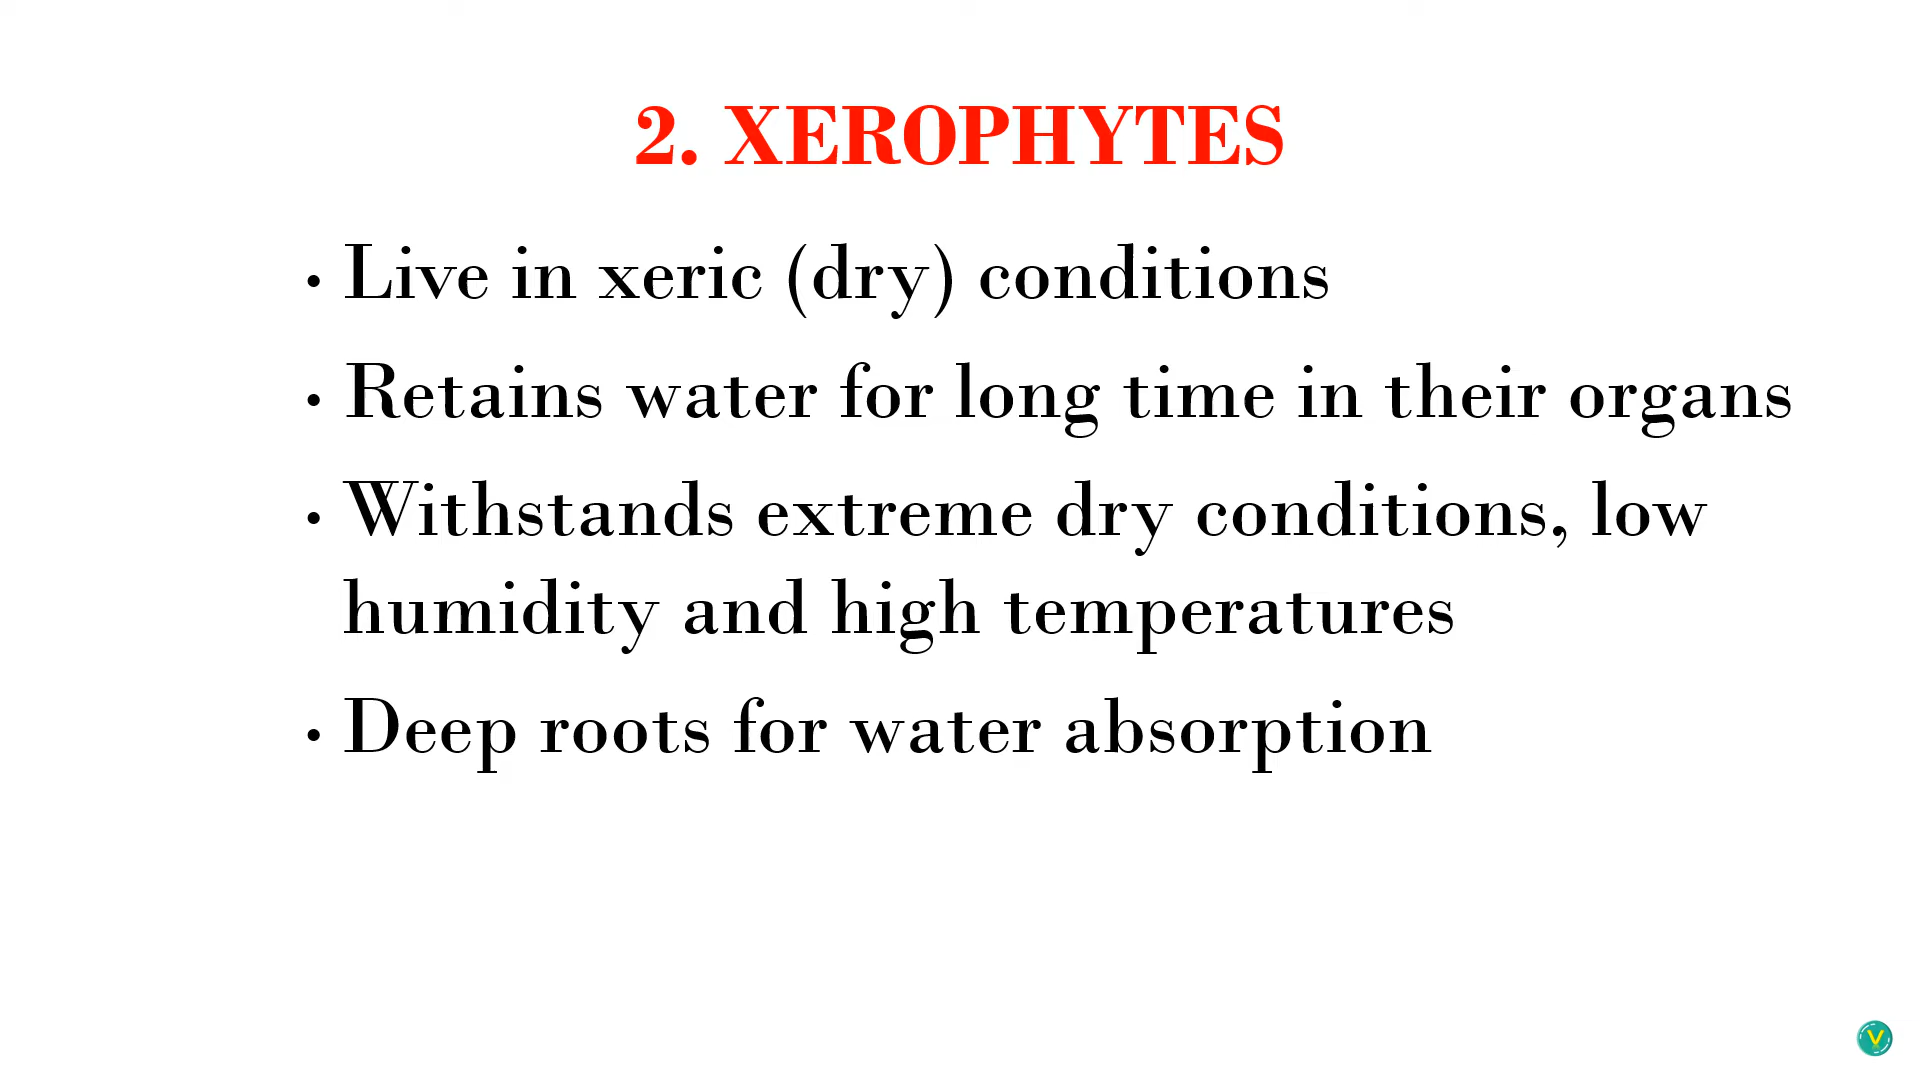 2. XEROPHYTES
• Live in xeric (dry) conditions
• Retains water for long time in their organs
• Withstands extreme dry conditions, low
humidity and high temperatures
• Deep roots for water absorption
V